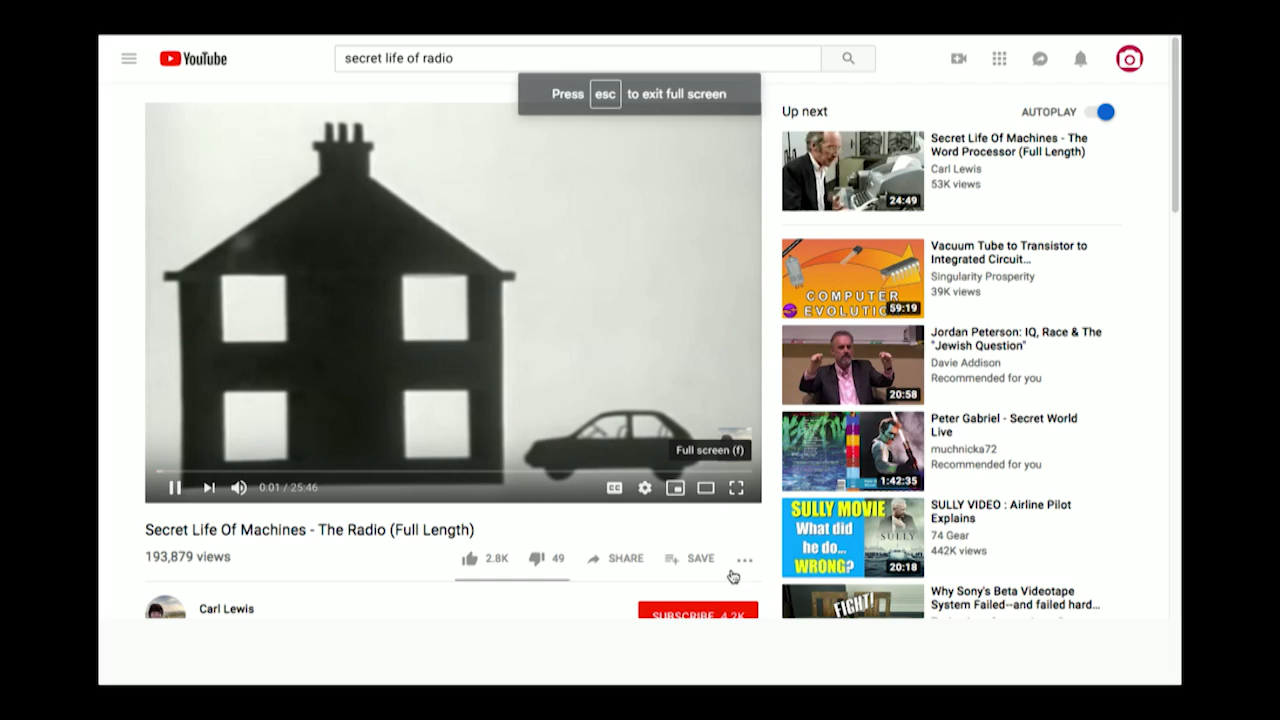 YouTube
secret life of radio
Press esc to exit full screen
Full screen (f)
0:01 / 25:46
CC
Secret Life Of Machines - The Radio (Full Length)
193,879 views
2.8K
49
SHARE
SAVE
Carl Lewis
SUBSCRIBE 4.2K
Up next
AUTOPLAY
Secret Life Of Machines - The
Word Processor (Full Length)
Carl Lewis
53K views
24:49
Vacuum Tube to Transistor to
Integrated Circuit...
Singularity Prosperity
39K views
COMPUTER
EVOLUTIO
59:19
Jordan Peterson: IQ, Race & The
"Jewish Question"
Davie Addison
Recommended for you
20:58
Peter Gabriel - Secret World
Live
muchnicka72
Recommended for you
1:42:35
SULLY VIDEO : Airline Pilot
Explains
74 Gear
442K views
SULLY MOVIE
What did
he do...
WRONG?
SULLY
20:18
Why Sony's Beta Videotape
System Failed--and failed hard...
FIGHT!